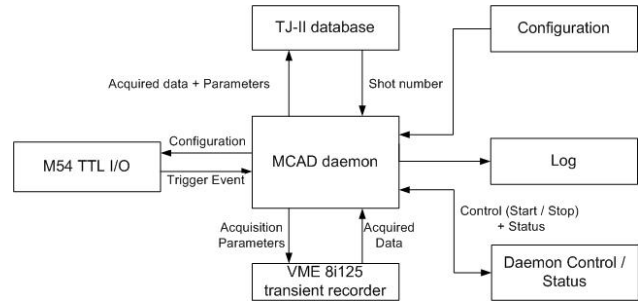 TJ-II database
Configuration
Acquired data + Parameters
Shot number
Configuration
M54 TTL I/O
MCAD daemon
Log
Trigger Event
Control (Start / Stop)
+ Status
Acquisition
Parameters
Acquired
Data
VME 8i125
transient recorder
Daemon Control /
Status